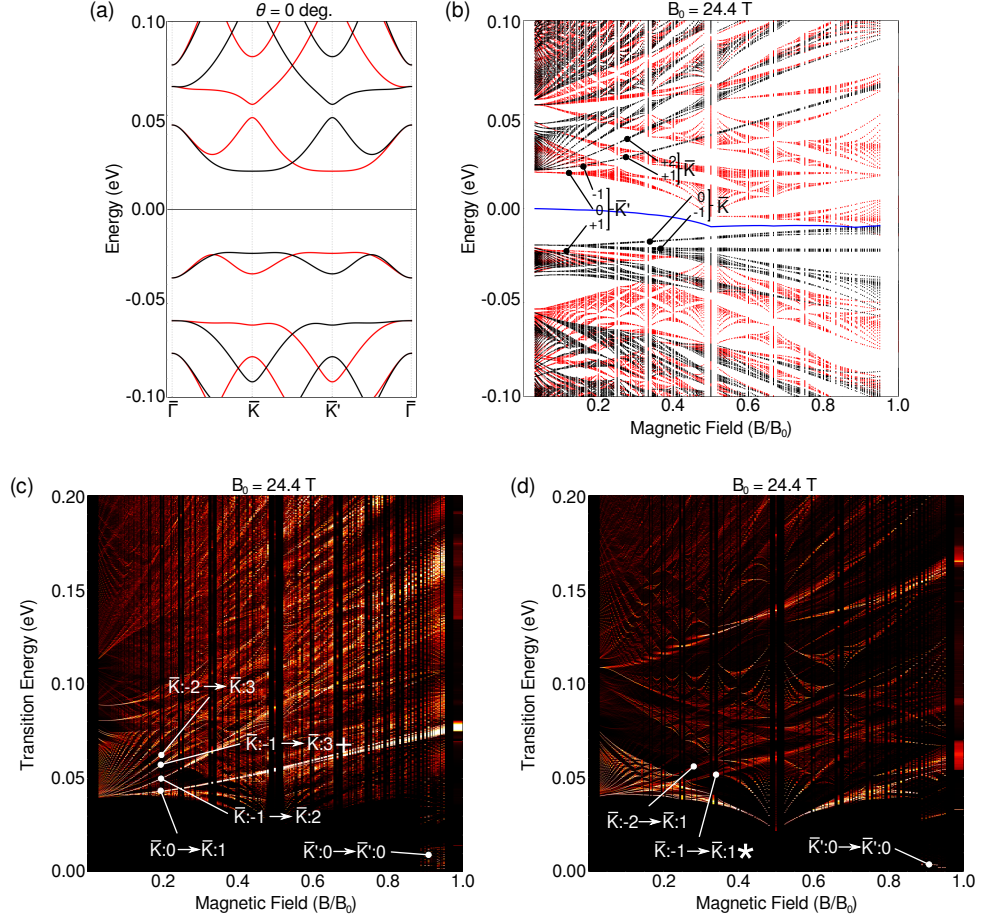 (a)
θ = 0 deg.
0.10
0.05
0.00
-0.05
-0.10
Energy (eV)
Γ̅ K̅ K̅' Γ̅
(b)
B₀ = 24.4 T
0.10
0.05
0.00
-0.05
-0.10
Energy (eV)
+2
+1
K̅
-1
0
+1
K̅'
0
-1
K̅
0.2 0.4 0.6 0.8 1.0
Magnetic Field (B/B₀)
(c)
B₀ = 24.4 T
0.20
0.15
0.10
0.05
0.00
Transition Energy (eV)
K̅:-2→K̅:3
K̅:-1→K̅:3+
K̅:-1→K̅:2
K̅:0→K̅:1
K̅':0→K̅':0
0.2 0.4 0.6 0.8 1.0
Magnetic Field (B/B₀)
(d)
B₀ = 24.4 T
0.20
0.15
0.10
0.05
0.00
Transition Energy (eV)
K̅:-2→K̅:1
K̅:-1→K̅:1★
K̅':0→K̅':0
0.2 0.4 0.6 0.8 1.0
Magnetic Field (B/B₀)